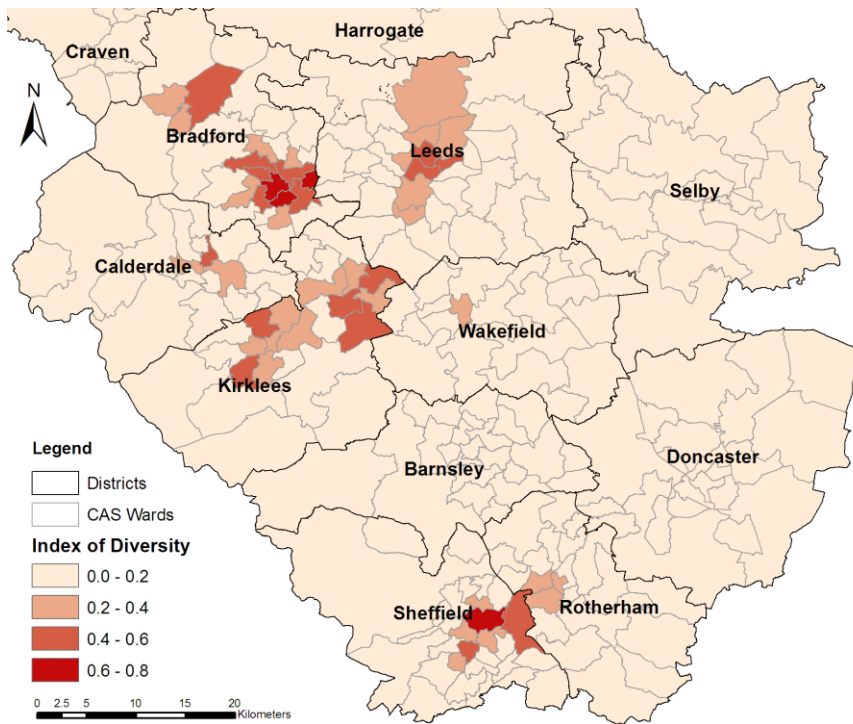 Harrogate
Craven
N
Bradford
Leeds
Selby
Calderdale
Wakefield
Kirklees
Barnsley
Doncaster
Sheffield
Rotherham
Legend
Districts
CAS Wards
Index of Diversity
0.0 - 0.2
0.2 - 0.4
0.4 - 0.6
0.6 - 0.8
0 2.5 5 10 15 20
Kilometers